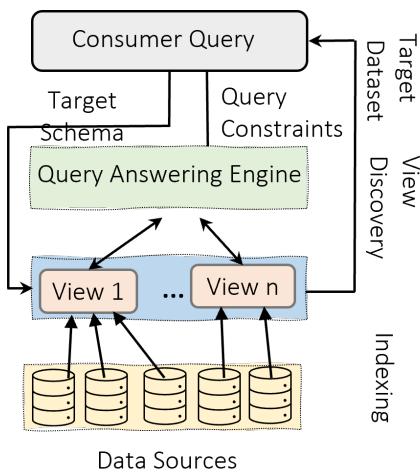 Consumer Query
Target
Schema
Query
Constraints
Target
Dataset
Query Answering Engine
View
Discovery
View 1
...
View n
Indexing
Data Sources